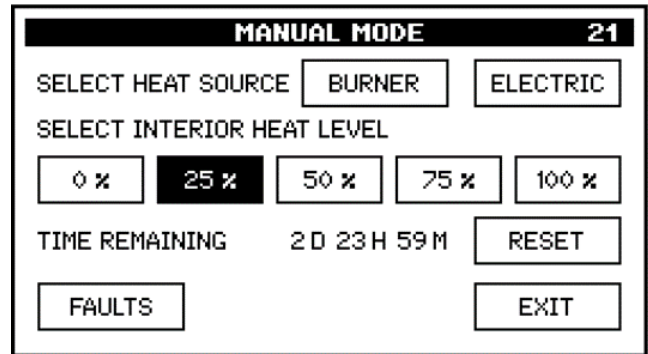 MANUAL MODE 21
SELECT HEAT SOURCE BURNER ELECTRIC
SELECT INTERIOR HEAT LEVEL
0 % 25 % 50 % 75 % 100 %
TIME REMAINING 2 D 23 H 59 M RESET
FAULTS EXIT